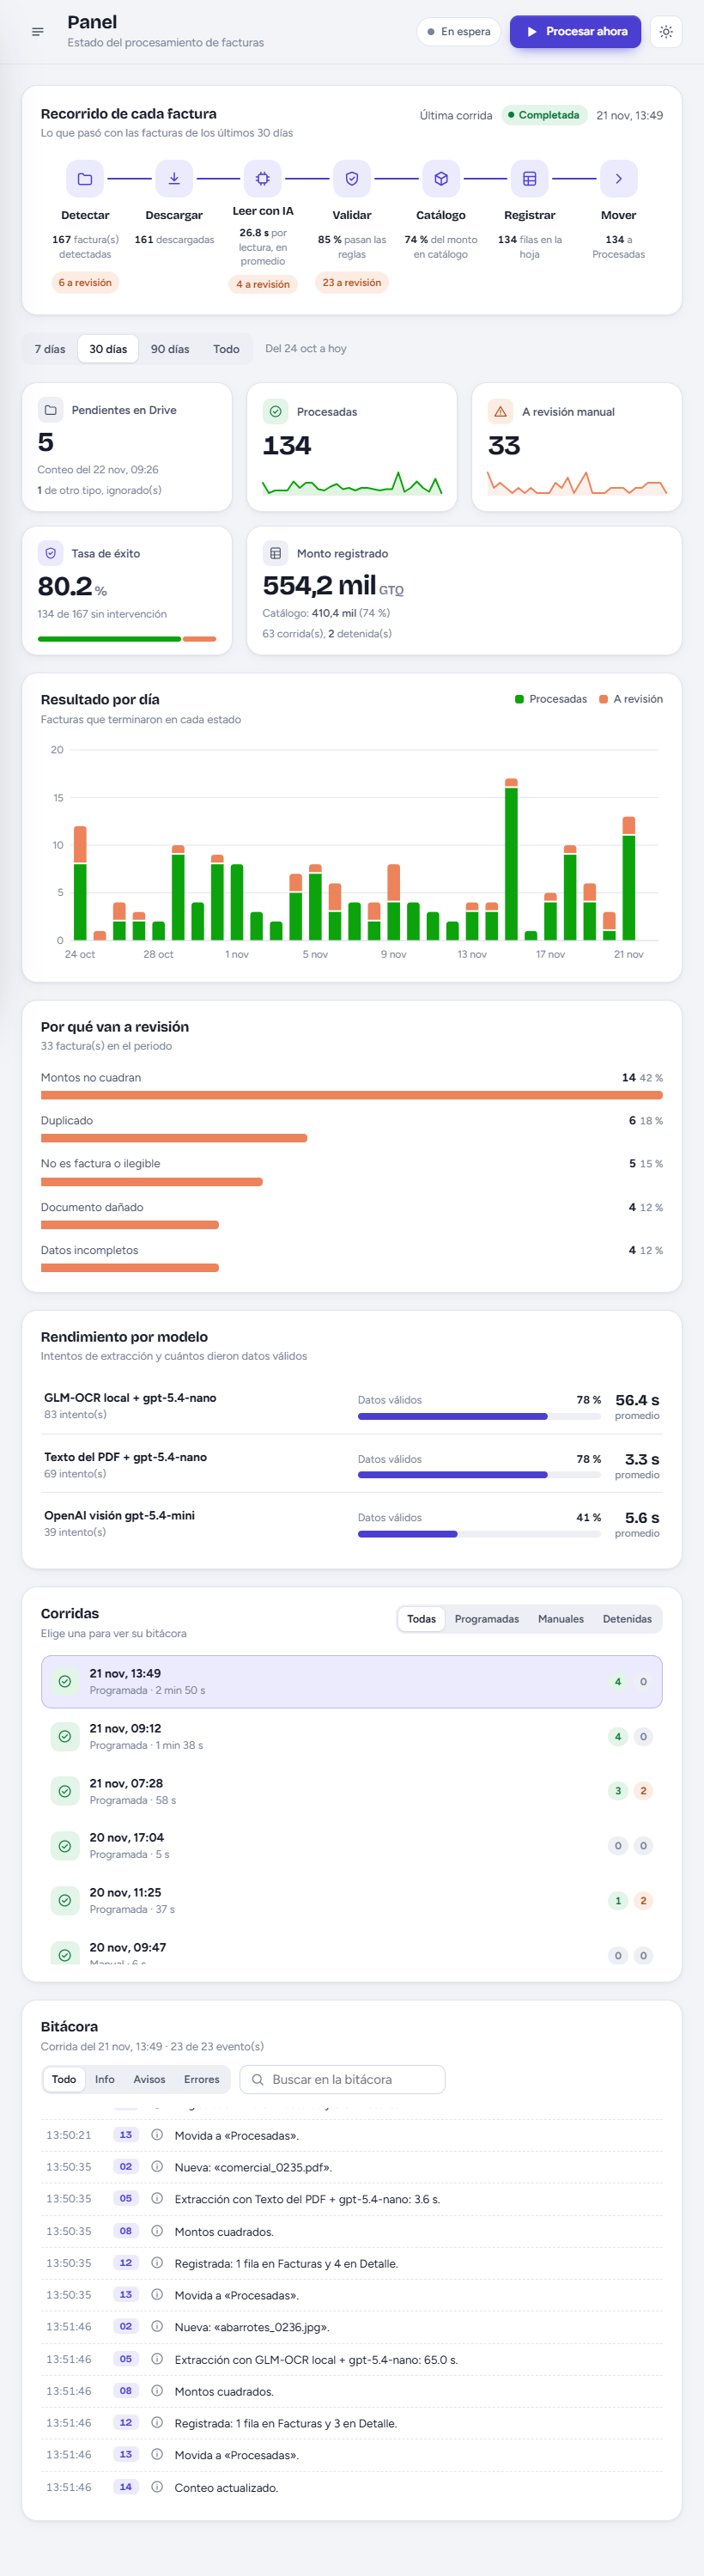 Panel
Estado del procesamiento de facturas
En espera
Procesar ahora
Recorrido de cada factura
Lo que pasó con las facturas de los últimos 30 días
Última corrida
Completada
21 nov, 13:49
Detectar
167 factura(s)
detectadas
6 a revisión
Descargar
161 descargadas
Leer con IA
26.8 s por
lectura, en
promedio
4 a revisión
Validar
85 % pasan las
reglas
23 a revisión
Catálogo
74 % del monto
en catálogo
Registrar
134 filas en la
hoja
Mover
134 a
Procesadas
7 días
30 días
90 días
Todo
Del 24 oct a hoy
Pendientes en Drive
5
Conteo del 22 nov, 09:26
1 de otro tipo, ignorado(s)
Procesadas
134
A revisión manual
33
Tasa de éxito
80.2 %
134 de 167 sin intervención
Monto registrado
554,2 mil GTQ
Catálogo: 410,4 mil (74 %)
63 corrida(s), 2 detenida(s)
Resultado por día
Facturas que terminaron en cada estado
Procesadas
A revisión
20
15
10
5
0
24 oct
28 oct
1 nov
5 nov
9 nov
13 nov
17 nov
21 nov
Por qué van a revisión
33 factura(s) en el periodo
Montos no cuadran
14 42 %
Duplicado
6 18 %
No es factura o ilegible
5 15 %
Documento dañado
4 12 %
Datos incompletos
4 12 %
Rendimiento por modelo
Intentos de extracción y cuántos dieron datos válidos
GLM-OCR local + gpt-5.4-nano
83 intento(s)
Datos válidos
78 %
56.4 s
promedio
Texto del PDF + gpt-5.4-nano
69 intento(s)
Datos válidos
78 %
3.3 s
promedio
OpenAI visión gpt-5.4-mini
39 intento(s)
Datos válidos
41 %
5.6 s
promedio
Corridas
Elige una para ver su bitácora
Todas
Programadas
Manuales
Detenidas
21 nov, 13:49
Programada · 2 min 50 s
4 0
21 nov, 09:12
Programada · 1 min 38 s
4 0
21 nov, 07:28
Programada · 58 s
3 2
20 nov, 17:04
Programada · 5 s
0 0
20 nov, 11:25
Programada · 37 s
1 2
20 nov, 09:47
Manual · 6 s
0 0
Bitácora
Corrida del 21 nov, 13:49 · 23 de 23 evento(s)
Todo
Info
Avisos
Errores
Buscar en la bitácora
13:50:21 13 Movida a «Procesadas».
13:50:35 02 Nueva: «comercial_0235.pdf».
13:50:35 05 Extracción con Texto del PDF + gpt-5.4-nano: 3.6 s.
13:50:35 08 Montos cuadrados.
13:50:35 12 Registrada: 1 fila en Facturas y 4 en Detalle.
13:50:35 13 Movida a «Procesadas».
13:51:46 02 Nueva: «abarrotes_0236.jpg».
13:51:46 05 Extracción con GLM-OCR local + gpt-5.4-nano: 65.0 s.
13:51:46 08 Montos cuadrados.
13:51:46 12 Registrada: 1 fila en Facturas y 3 en Detalle.
13:51:46 13 Movida a «Procesadas».
13:51:46 14 Conteo actualizado.